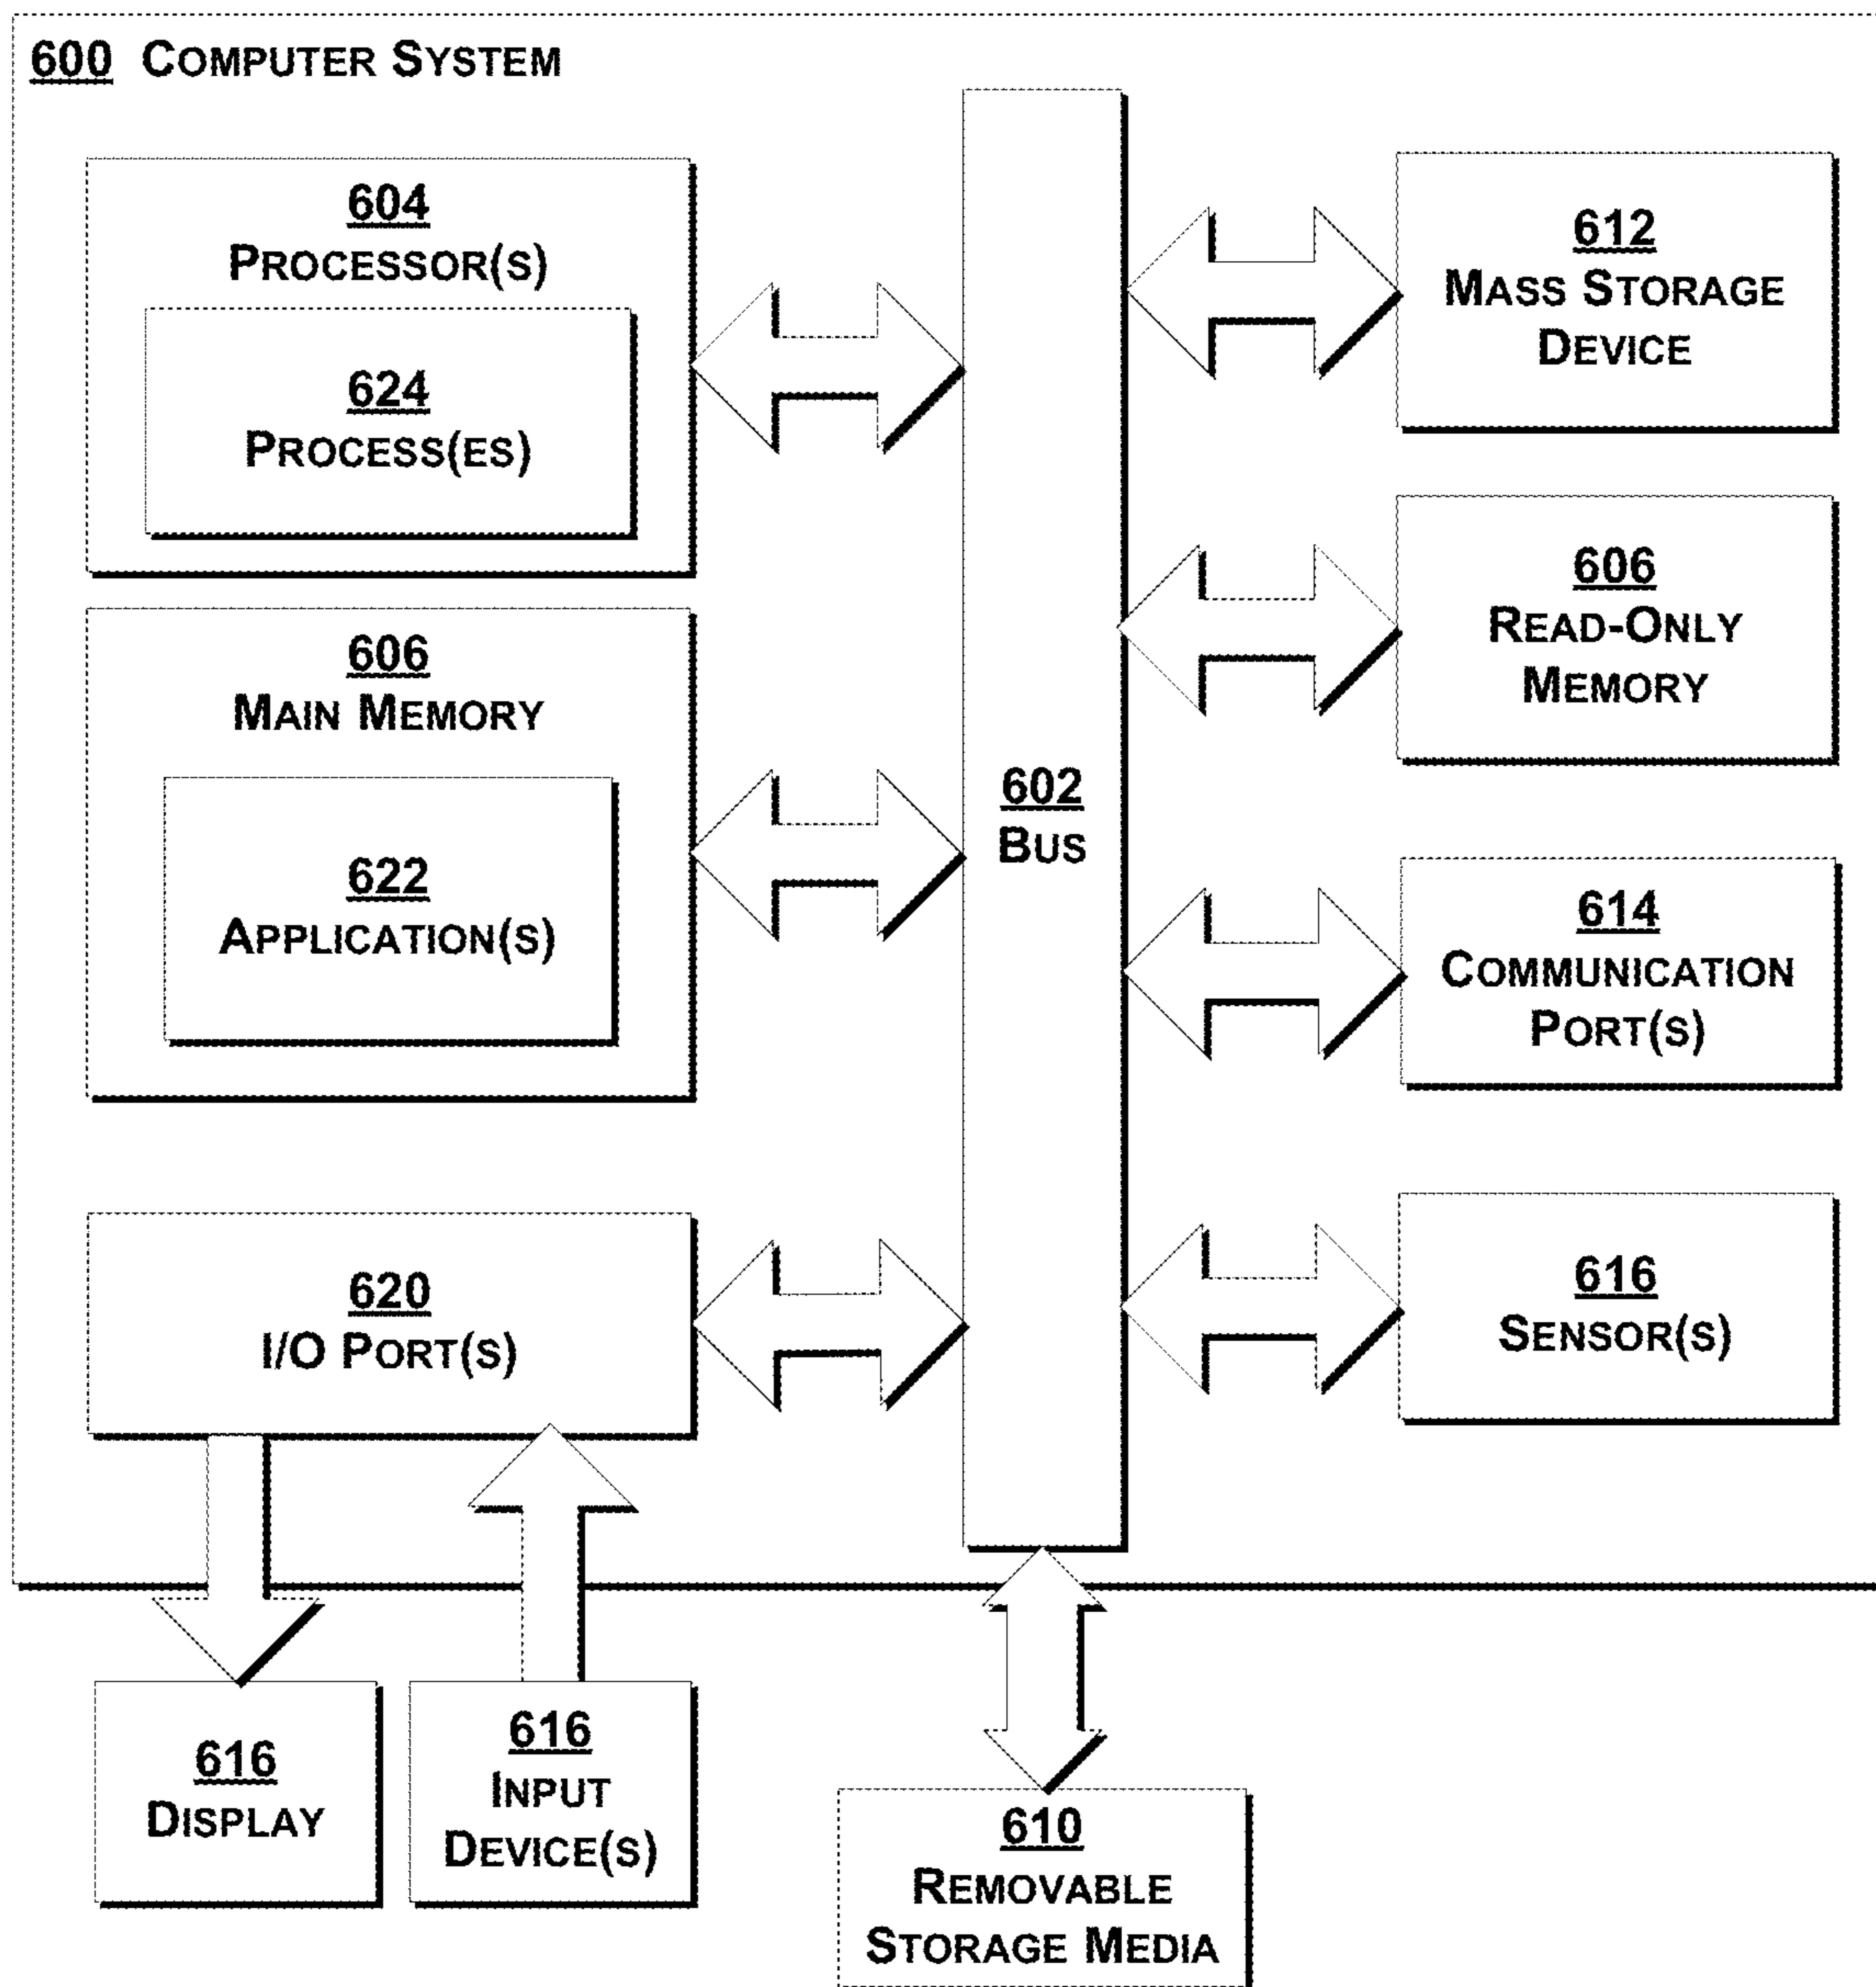 600 COMPUTER SYSTEM
604
PROCESSOR(S)
624
PROCESS(ES)
606
MAIN MEMORY
622
APPLICATION(S)
620
I/O PORT(S)
602
BUS
612
MASS STORAGE
DEVICE
606
READ-ONLY
MEMORY
614
COMMUNICATION
PORT(S)
616
SENSOR(S)
616
DISPLAY
616
INPUT
DEVICE(S)
610
REMOVABLE
STORAGE MEDIA